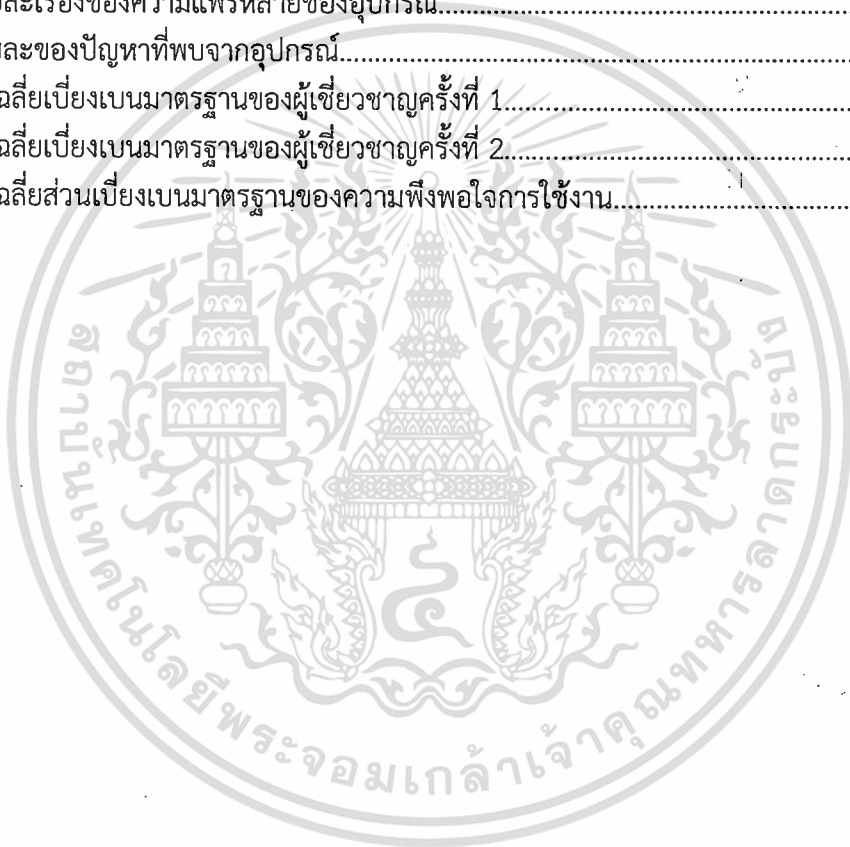 ละเรื่องของความแพร่หลายของอุปกรณ์
ละของปัญหาที่พบจากอุปกรณ์
ฉลี่ยเบี่ยงเบนมาตรฐานของผู้เชี่ยวชาญครั้งที่ 1
ฉลี่ยเบี่ยงเบนมาตรฐานของผู้เชี่ยวชาญครั้งที่ 2
ฉลี่ยส่วนเบี่ยงเบนมาตรฐานของความพึงพอใจการใช้งาน
สถาบันเทคโนโลยีพระจอมเกล้าเจ้าคุณทหารลาดกระบัง